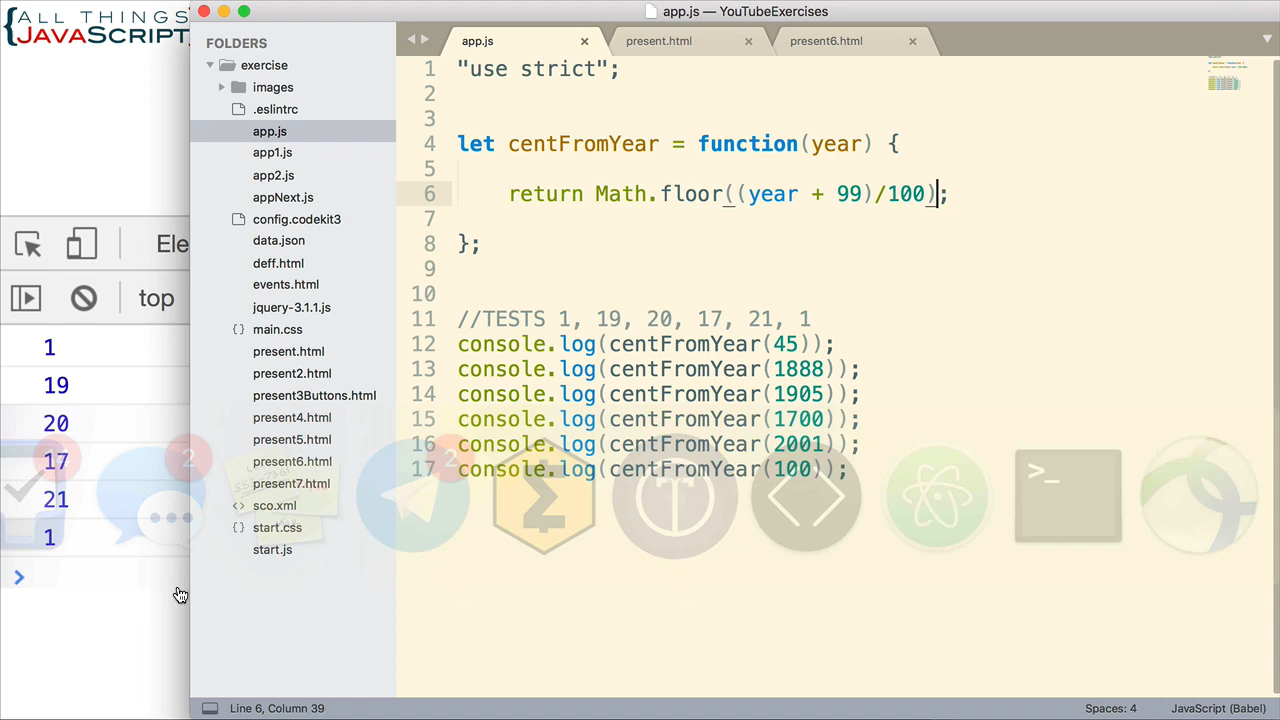 {ALL THINGS
JAVASCRIPT,
app.js — YouTubeExercises
FOLDERS
exercise
images
.eslintrc
app.js
app1.js
app2.js
appNext.js
config.codekit3
data.json
deff.html
events.html
jquery-3.1.1.js
{} main.css
present.html
present2.html
present3Buttons.html
present4.html
present5.html
present6.html
present7.html
<> sco.xml
{} start.css
start.js
app.js
present.html
present6.html
1 "use strict";
2
3
4 let centFromYear = function(year) {
5
6 return Math.floor((year + 99)/100);
7
8 };
9
10
11 //TESTS 1, 19, 20, 17, 21, 1
12 console.log(centFromYear(45));
13 console.log(centFromYear(1888));
14 console.log(centFromYear(1905));
15 console.log(centFromYear(1700));
16 console.log(centFromYear(2001));
17 console.log(centFromYear(100));
Ele
top
1
19
20
17
21
1
>
2
2
>_
Line 6, Column 39
Spaces: 4
JavaScript (Babel)